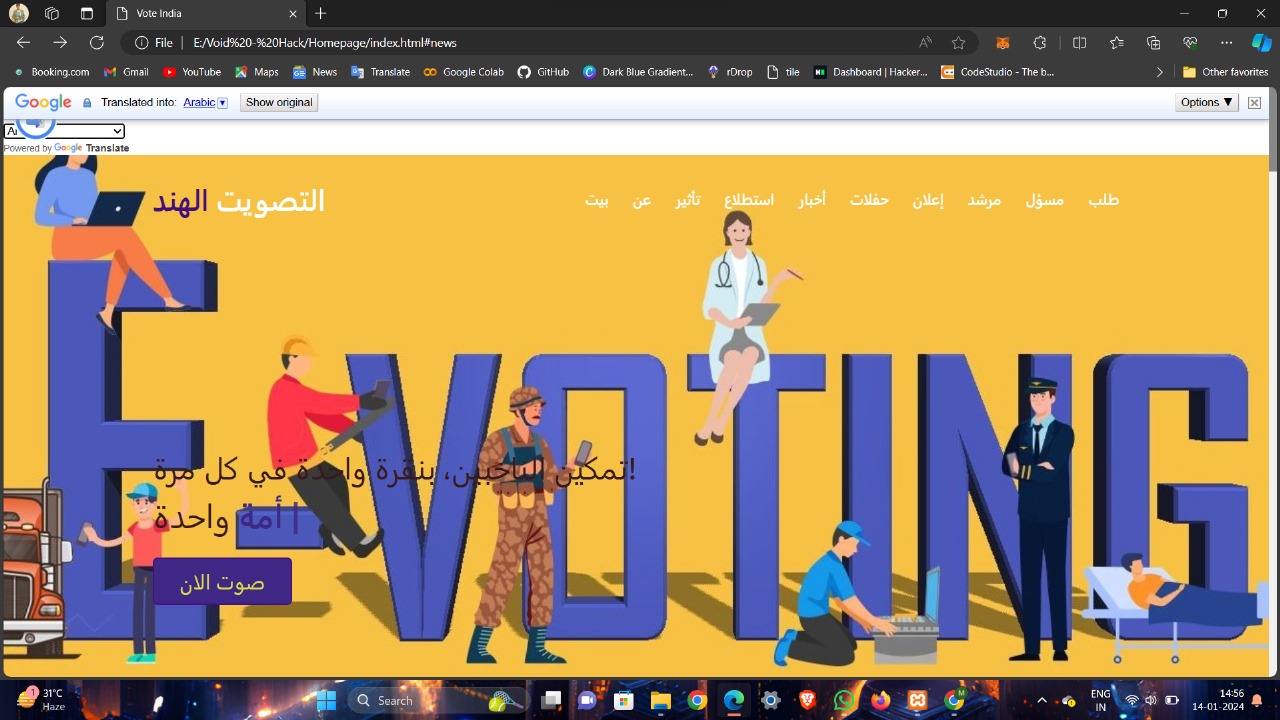 Vote India
File
E:/Void%20-%20Hack/Homepage/index.html#news
Booking.com
Gmail
YouTube
Maps
News
Translate
Google Colab
GitHub
Dark Blue Gradient...
rDrop
tile
Dashboard | Hacker...
CodeStudio - The b...
Other favorites
Google
Translated into: Arabic
Show original
Options ▼
Powered by Google Translate
التصويت الهند
بيت
عن
تأثير
استطلاع
أخبار
حفلات
إعلان
مرشد
مسؤل
طلب
E-VOTING
تمكين الناخبين، بنقرة واحدة في كل مرة!
أمة واحدة |
صوت الان
1
31°C
Haze
Search
M
ENG
IN
14:56
14-01-2024